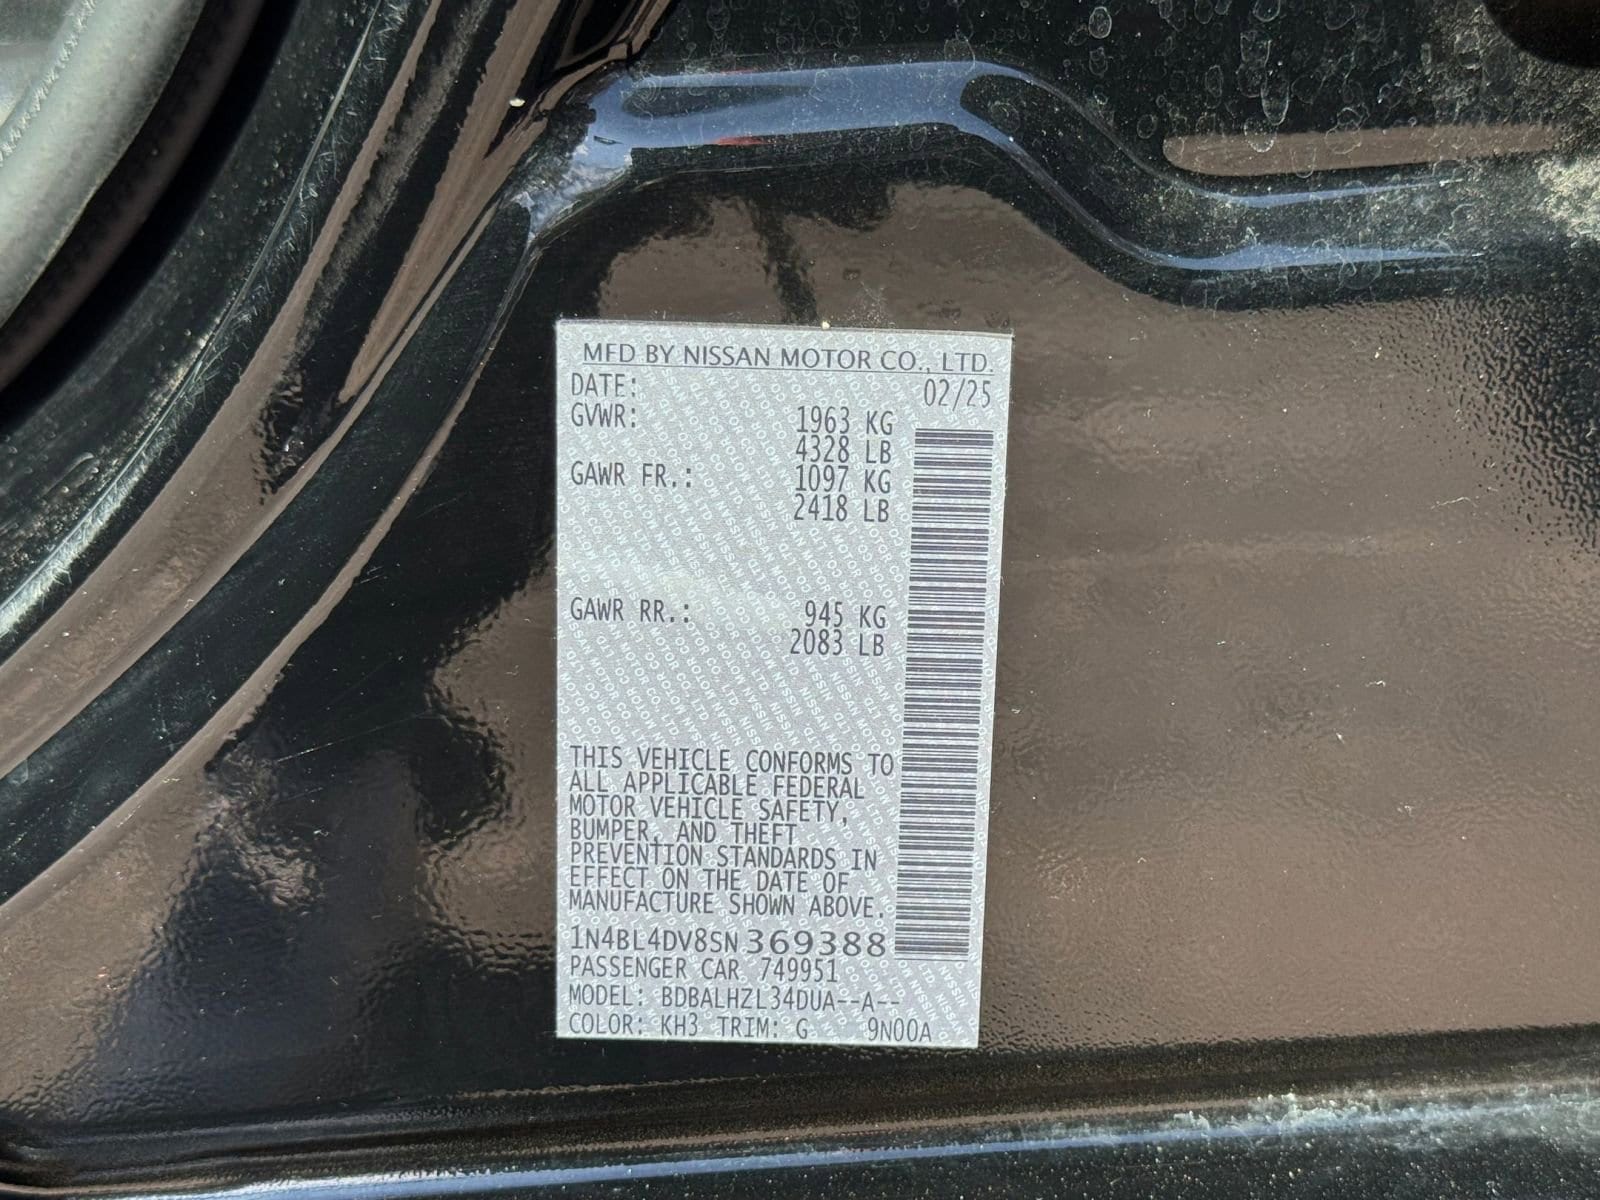 MFD BY NISSAN MOTOR CO., LTD.
DATE: 02/25
GVWR: 1963 KG
4328 LB
GAWR FR.: 1097 KG
2418 LB
GAWR RR.: 945 KG
2083 LB
THIS VEHICLE CONFORMS TO
ALL APPLICABLE FEDERAL
MOTOR VEHICLE SAFETY,
BUMPER, AND THEFT
PREVENTION STANDARDS IN
EFFECT ON THE DATE OF
MANUFACTURE SHOWN ABOVE.
1N4BL4DV8SN369388
PASSENGER CAR 749951
MODEL: BDBALHZL34DUA--A--
COLOR: KH3 TRIM: G 9N00A